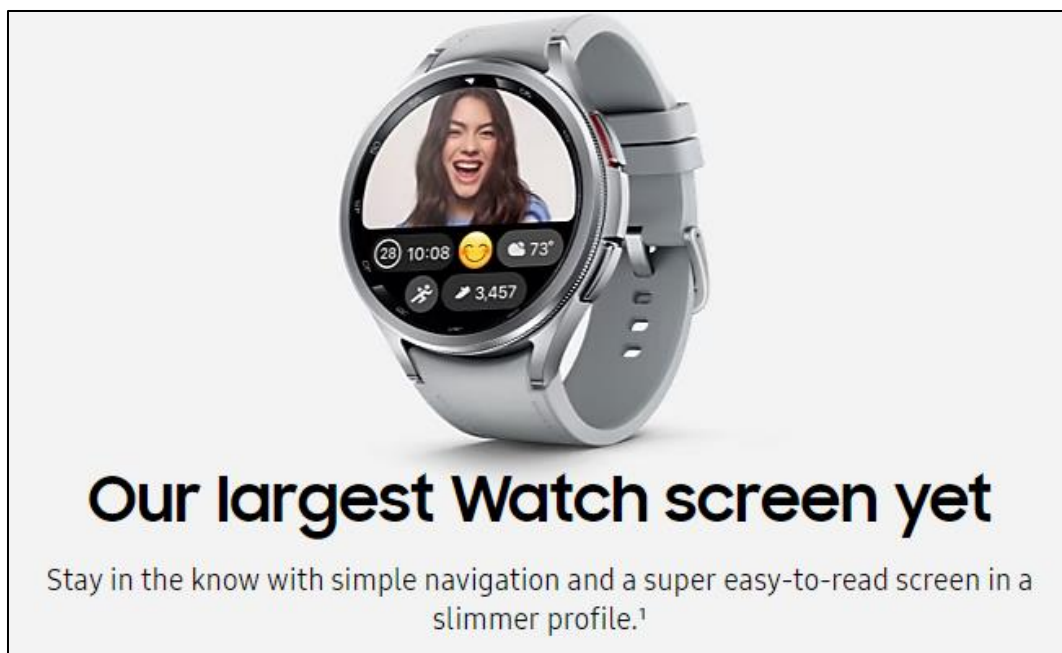 28 10:08 73°
3,457
Our largest Watch screen yet
Stay in the know with simple navigation and a super easy-to-read screen in a
slimmer profile.¹